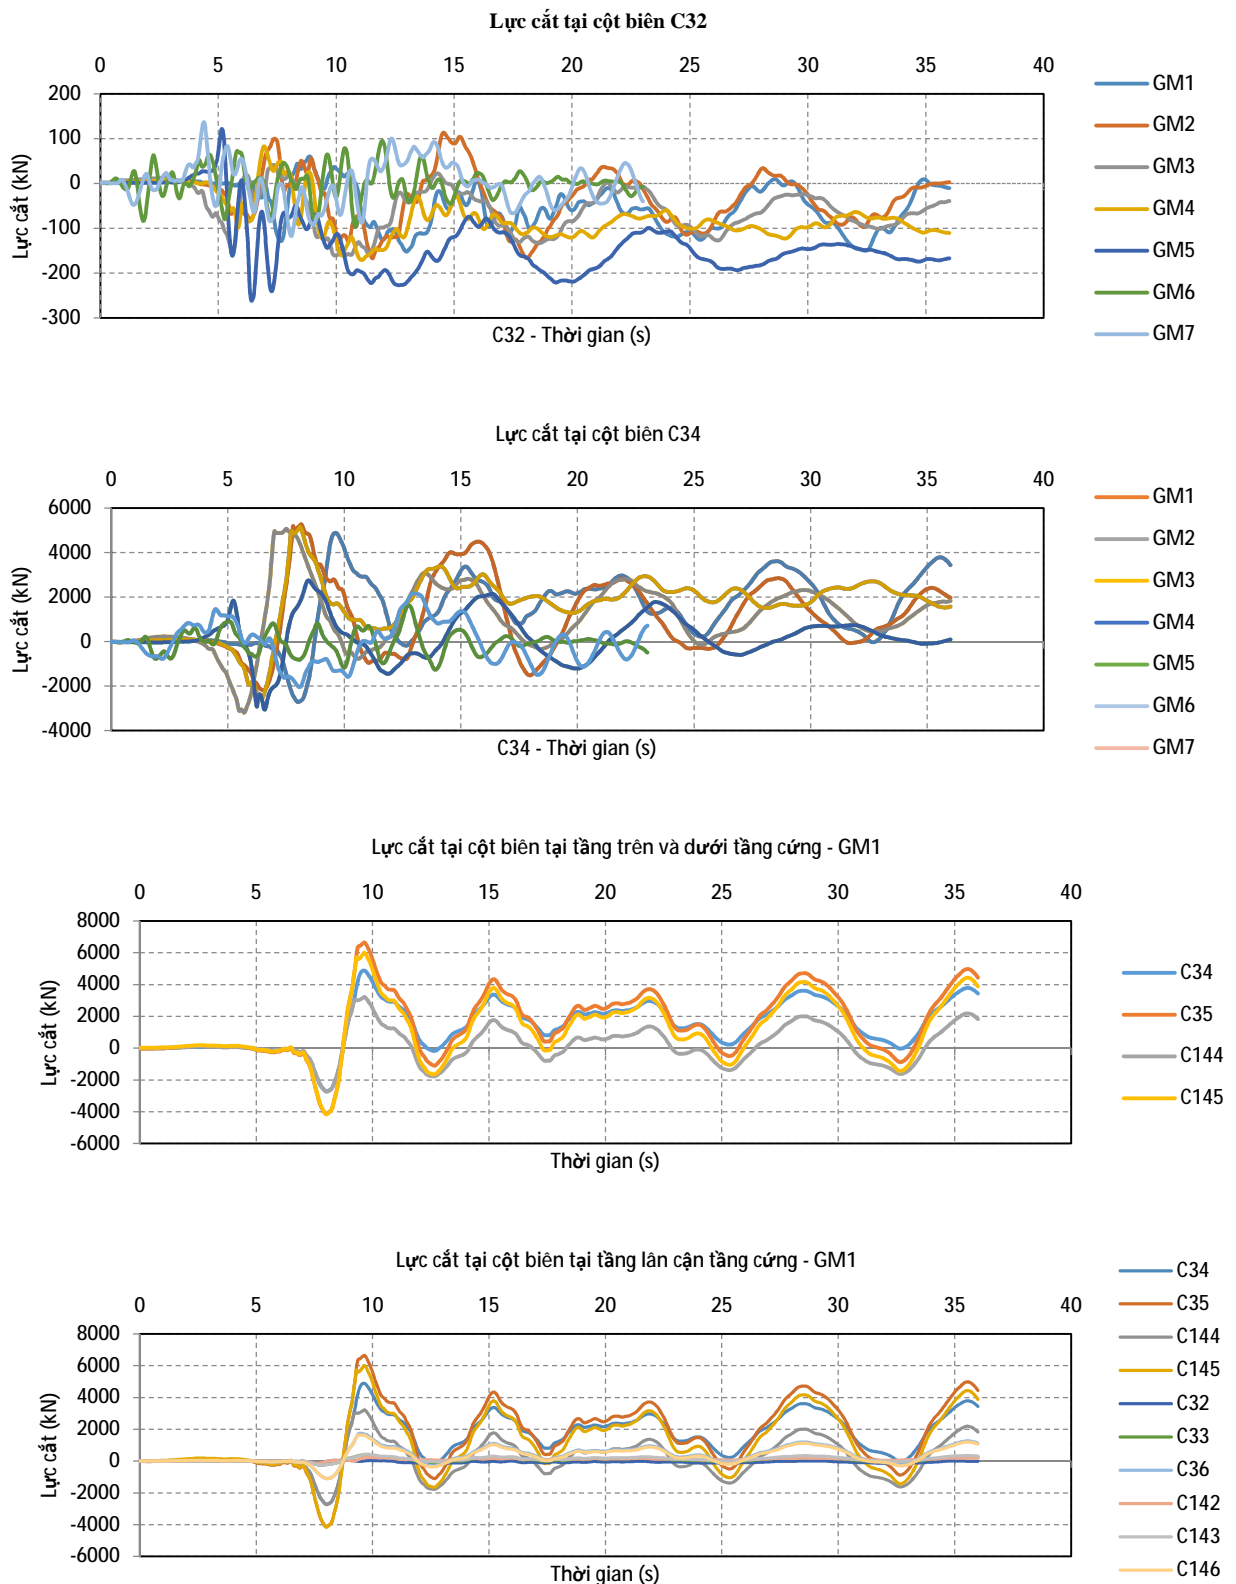 Lực cắt tại cột biên C32
0 5 10 15 20 25 30 35 40
200
100
0
-100
-200
-300
Lực cắt (kN)
C32 - Thời gian (s)
GM1
GM2
GM3
GM4
GM5
GM6
GM7
Lực cắt tại cột biên C34
0 5 10 15 20 25 30 35 40
6000
4000
2000
0
-2000
-4000
Lực cắt (kN)
C34 - Thời gian (s)
GM1
GM2
GM3
GM4
GM5
GM6
GM7
Lực cắt tại cột biên tại tầng trên và dưới tầng cứng - GM1
0 5 10 15 20 25 30 35 40
8000
6000
4000
2000
0
-2000
-4000
-6000
Lực cắt (kN)
Thời gian (s)
C34
C35
C144
C145
Lực cắt tại cột biên tại tầng lân cận tầng cứng - GM1
0 5 10 15 20 25 30 35 40
8000
6000
4000
2000
0
-2000
-4000
-6000
Lực cắt (kN)
Thời gian (s)
C34
C35
C144
C145
C32
C33
C36
C142
C143
C146